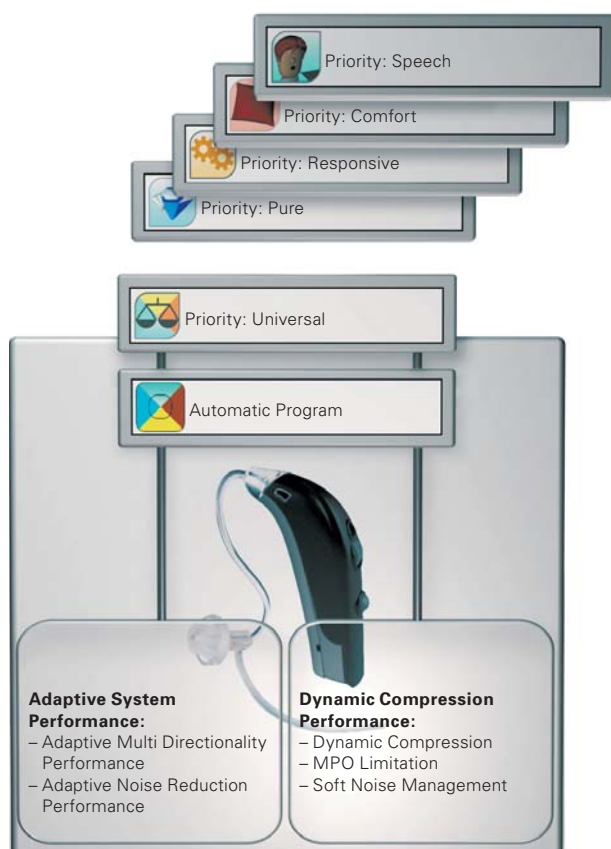 Priority: Speech
Priority: Comfort
Priority: Responsive
Priority: Pure
Priority: Universal
Automatic Program
Adaptive System
Performance:
– Adaptive Multi Directionality
Performance
– Adaptive Noise Reduction
Performance
Dynamic Compression
Performance:
– Dynamic Compression
– MPO Limitation
– Soft Noise Management